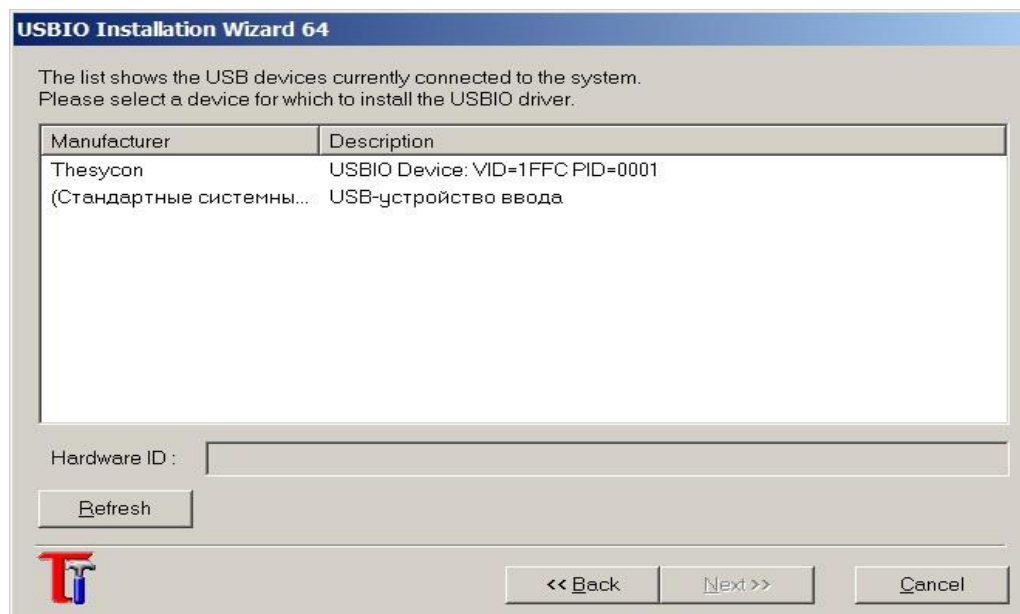 USBIO Installation Wizard 64
The list shows the USB devices currently connected to the system.
Please select a device for which to install the USBIO driver.
Manufacturer Description
Thesycon USBIO Device: VID=1FFC PID=0001
(Стандартные системны... USB-устройство ввода
Hardware ID :
Refresh
<< Back Next >> Cancel